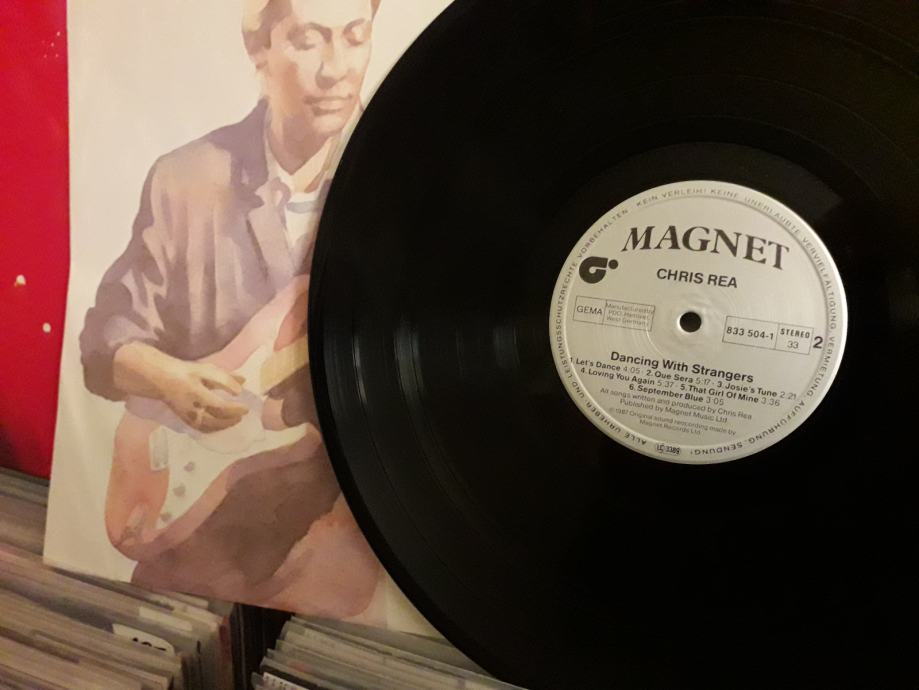 ALLE URHEBER- UND LEISTUNGSSCHUTZRECHTE VORBEHALTEN · KEIN VERLEIH! KEINE UNERLAUBTE VERVIELFÄLTIGUNG, VERMIETUNG, AUFFÜHRUNG, SENDUNG!
MAGNET
CHRIS REA
GEMA
Manufactured by
PDO, Hannover,
West Germany
833 504-1
STEREO
33
2
Dancing With Strangers
1. Let's Dance 4:05 · 2. Que Sera 5:17 · 3. Josie's Tune 2:21
4. Loving You Again 5:37 · 5. That Girl Of Mine 3:36
6. September Blue 3:05
All songs written and produced by Chris Rea
Published by Magnet Music Ltd.
℗ 1987 Original sound reecording made by
Magnet Records Ltd.
LC 3386